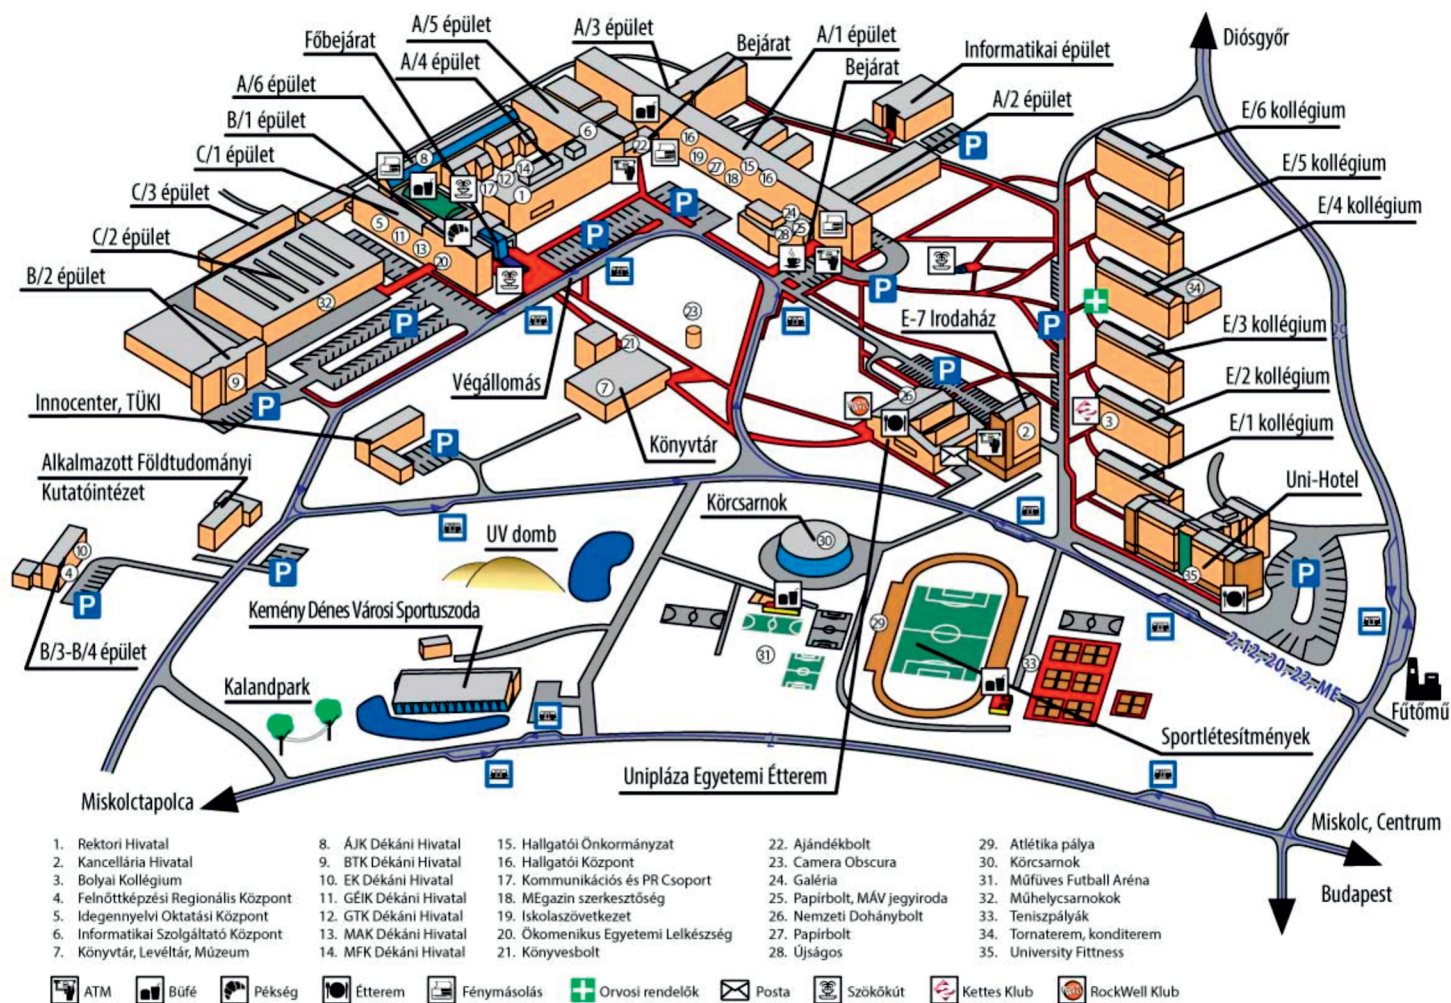 A/5 épület
A/3 épület
Főbejárat
Bejárat
A/1 épület
Informatikai épület
Diósgyőr
A/4 épület
Bejárat
A/6 épület
A/2 épület
B/1 épület
E/6 kollégium
C/1 épület
E/5 kollégium
C/3 épület
E/4 kollégium
C/2 épület
B/2 épület
E-7 Irodaház
E/3 kollégium
Végállomás
Innocenter, TÜKI
E/2 kollégium
Könyvtár
E/1 kollégium
Alkalmazott Földtudományi
Kutatóintézet
Uni-Hotel
Körcsarnok
UV domb
Kemény Dénes Városi Sportuszoda
B/3-B/4 épület
2, 12, 20, 22, ME
29
2
Kalandpark
Fűtőmű
Sportlétesítmények
Unipláza Egyetemi Étterem
Miskolctapolca
Miskolc, Centrum
Budapest
1. Rektori Hivatal
2. Kancellária Hivatal
3. Bolyai Kollégium
4. Felnőttképzési Regionális Központ
5. Idegennyelvi Oktatási Központ
6. Informatikai Szolgáltató Központ
7. Könyvtár, Levéltár, Múzeum
8. ÁJK Dékáni Hivatal
9. BTK Dékáni Hivatal
10. EK Dékáni Hivatal
11. GÉIK Dékáni Hivatal
12. GTK Dékáni Hivatal
13. MAK Dékáni Hivatal
14. MFK Dékáni Hivatal
15. Hallgatói Önkormányzat
16. Hallgatói Központ
17. Kommunikációs és PR Csoport
18. MEgazin szerkesztőség
19. Iskolaszövetkezet
20. Ökomenikus Egyetemi Lelkészség
21. Könyvesbolt
22. Ajándékbolt
23. Camera Obscura
24. Galéria
25. Papírbolt, MÁV jegyiroda
26. Nemzeti Dohánybolt
27. Papírbolt
28. Újságos
29. Atlétika pálya
30. Körcsarnok
31. Műfüves Futball Aréna
32. Műhelycsarnokok
33. Teniszpályák
34. Tornaterem, konditerem
35. University Fittness
ATM
Büfé
Pékség
Étterem
Fénymásolás
Orvosi rendelők
Posta
Szökőkút
Kettes Klub
RockWell Klub